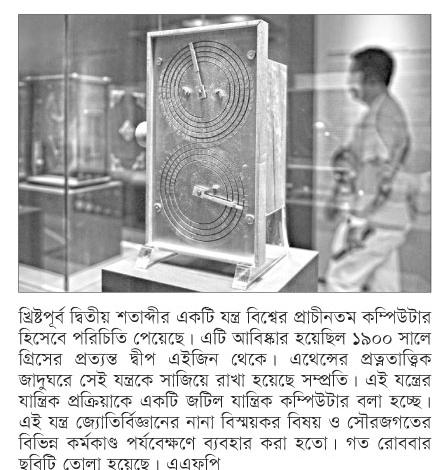 খ্রিষ্টপূর্ব দ্বিতীয় শতাব্দীর একটি যন্ত্র বিশ্বের প্রাচীনতম কম্পিউটার
হিসেবে পরিচিতি পেয়েছে। এটি আবিষ্কার হয়েছিল ১৯০০ সালে
গ্রিসের প্রত্যন্ত দ্বীপ এইজিন থেকে। এথেন্সের প্রত্নতাত্ত্বিক
জাদুঘরে সেই যন্ত্রকে সাজিয়ে রাখা হয়েছে সম্প্রতি। এই যন্ত্রের
যান্ত্রিক প্রক্রিয়াকে একটি জটিল যান্ত্রিক কম্পিউটার বলা হচ্ছে।
এই যন্ত্র জ্যোতির্বিজ্ঞানের নানা বিস্ময়কর বিষয় ও সৌরজগতের
বিভিন্ন কর্মকাণ্ড পর্যবেক্ষণে ব্যবহার করা হতো। গত রোববার
ছবিটি তোলা হয়েছে। এএফপি